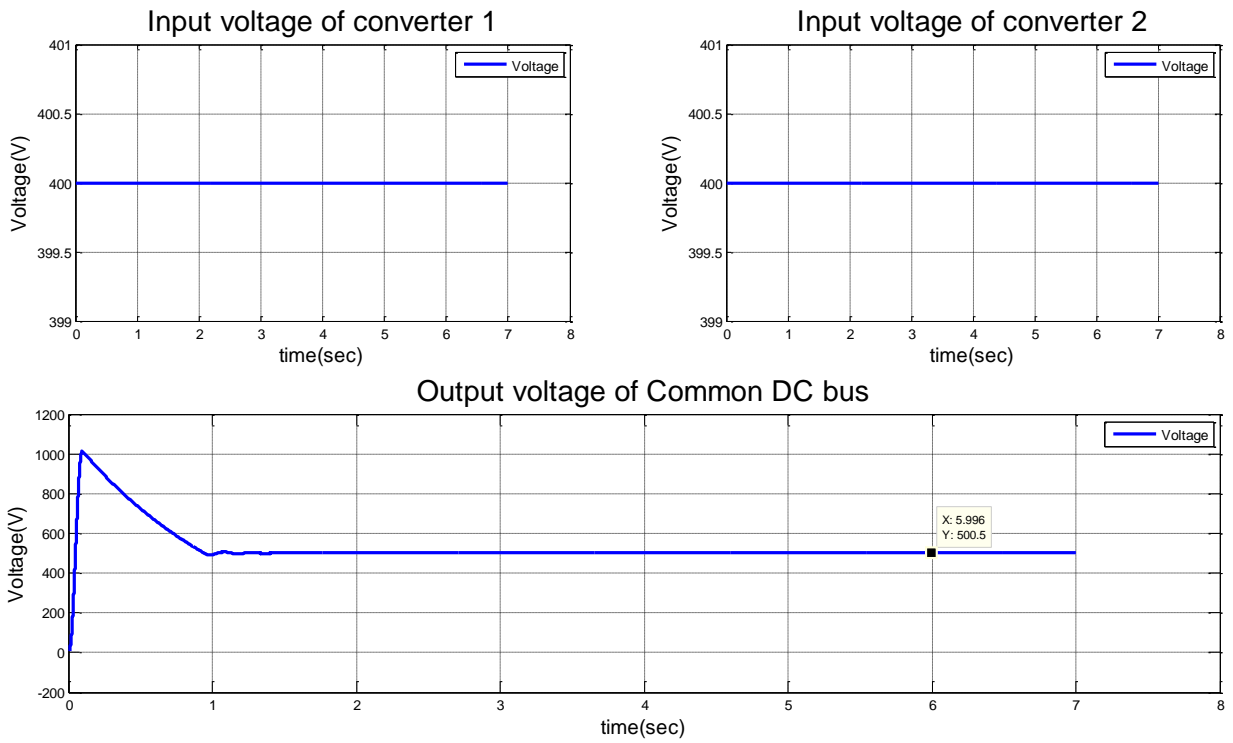 Input voltage of converter 1
Input voltage of converter 2
401
400.5
400
399.5
399
Voltage(V)
Voltage
0 1 2 3 4 5 6 7 8
time(sec)
401
400.5
400
399.5
399
Voltage(V)
Voltage
0 1 2 3 4 5 6 7 8
time(sec)
Output voltage of Common DC bus
1200
1000
800
600
400
200
0
-200
Voltage(V)
Voltage
X: 5.996
Y: 500.5
0 1 2 3 4 5 6 7 8
time(sec)